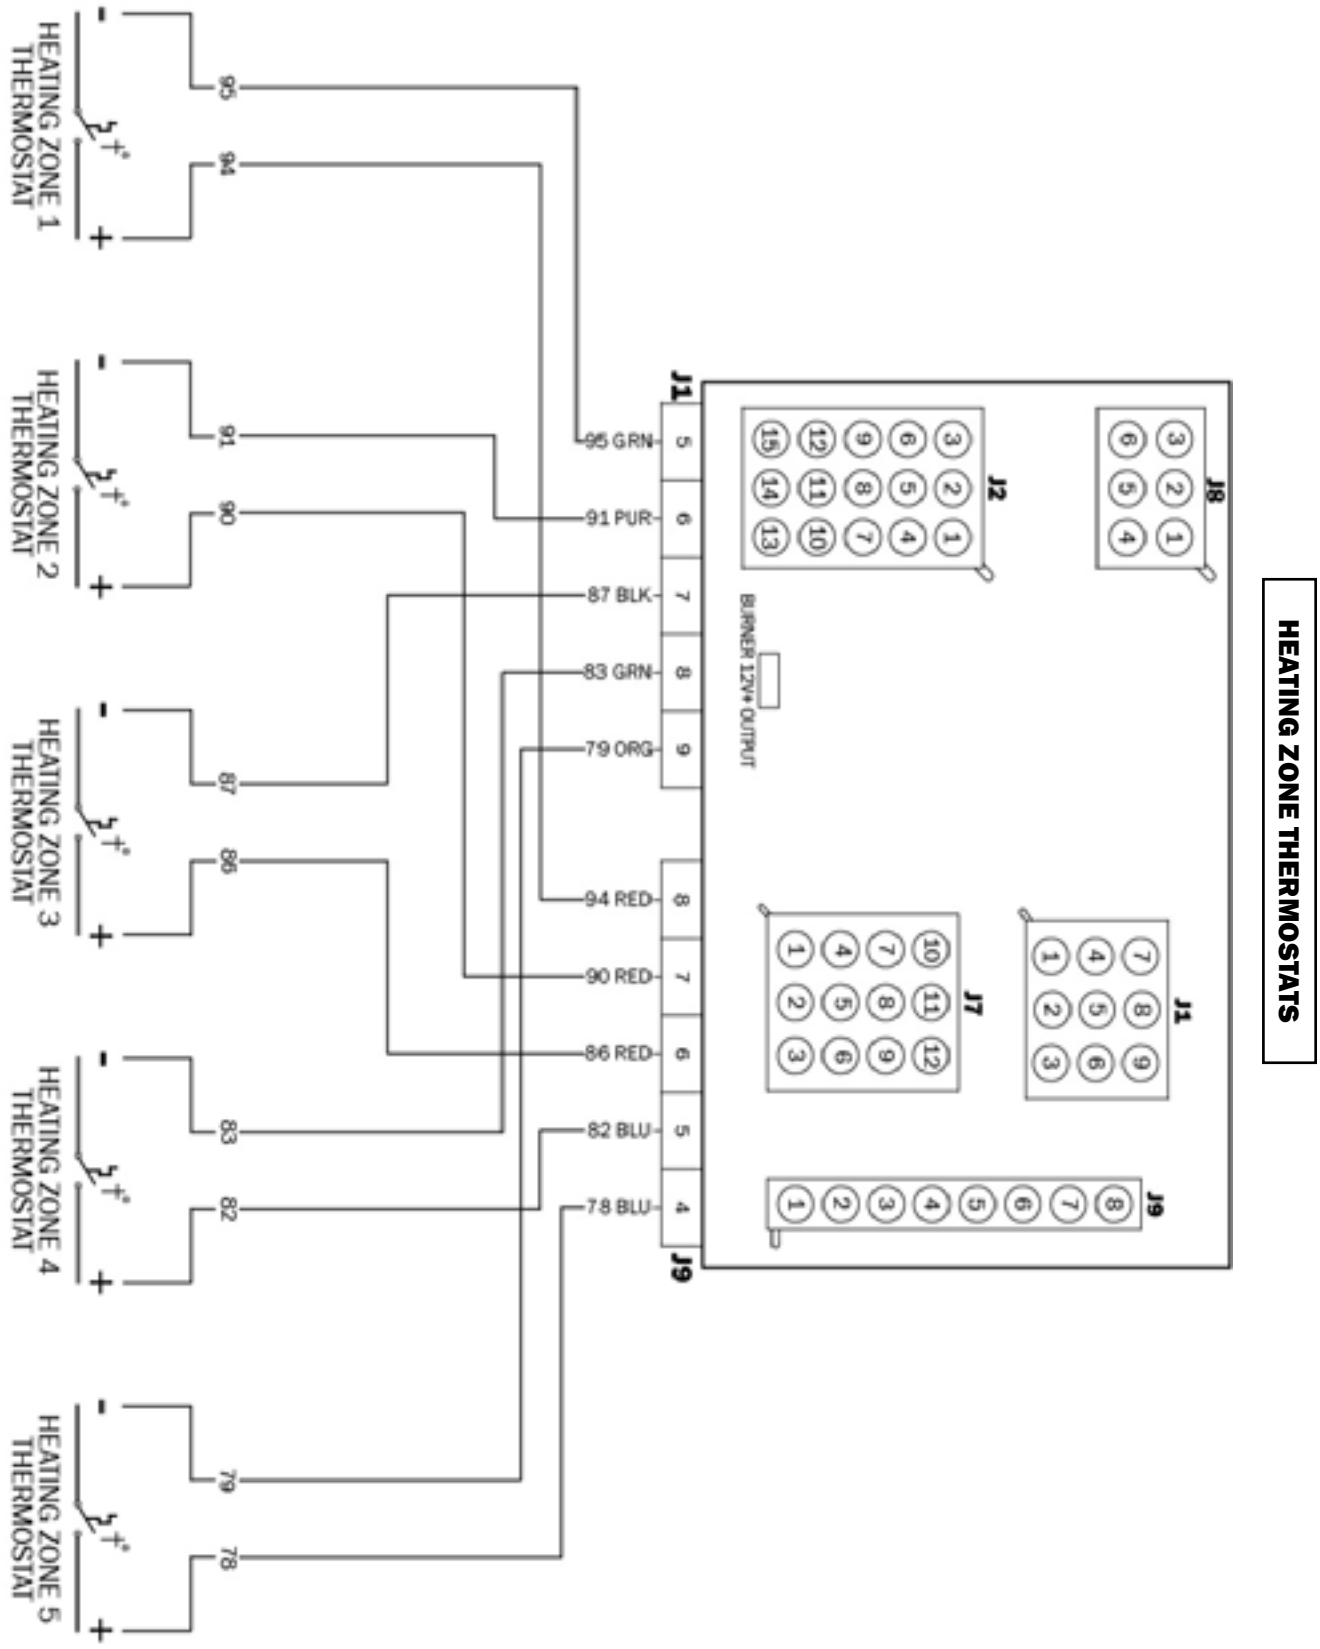 HEATING ZONE THERMOSTATS
J8
3 2 1
6 5 4
J2
3 2 1
6 5 4
9 8 7
12 11 10
15 14 13
BURNER 12V+ OUTPUT
J1
7 8 9
4 5 6
1 2 3
J7
10 11 12
7 8 9
4 5 6
1 2 3
J9
8
7
6
5
4
3
2
1
J1
5
6
7
8
9
8
7
6
5
4
J9
95 GRN
91 PUR
87 BLK
83 GRN
79 ORG
94 RED
90 RED
86 RED
82 BLU
78 BLU
95
94
91
90
87
86
83
82
79
78
- t° +
HEATING ZONE 1
THERMOSTAT
- t° +
HEATING ZONE 2
THERMOSTAT
- t° +
HEATING ZONE 3
THERMOSTAT
- t° +
HEATING ZONE 4
THERMOSTAT
- t° +
HEATING ZONE 5
THERMOSTAT